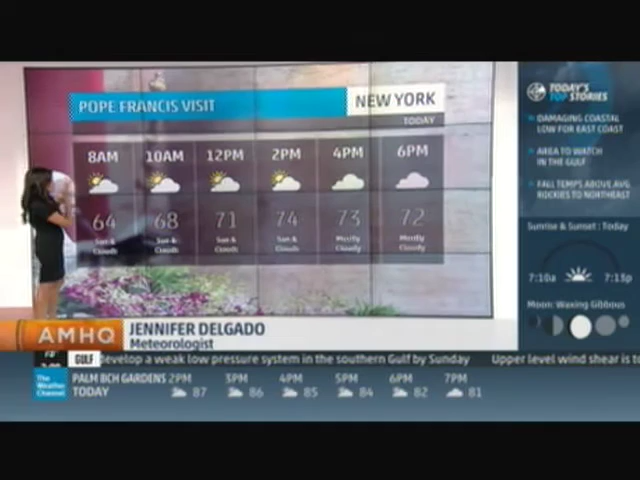 POPE FRANCIS VISIT
NEW YORK
TODAY
8AM 10AM 12PM 2PM 4PM 6PM
64 68 71 74 73 72
Sun & Clouds Sun & Clouds Sun & Clouds Sun & Clouds Mostly Cloudy Mostly Cloudy
TODAY'S
TOP STORIES
DAMAGING COASTAL
LOW FOR EAST COAST
AREA TO WATCH
IN THE GULF
FALL TEMPS ABOVE AVG
ROCKIES TO NORTHEAST
Sunrise & Sunset : Today
7:10a 7:13p
Moon: Waxing Gibbous
AMHQ
JENNIFER DELGADO
Meteorologist
GULF
evelop a weak low pressure system in the southern Gulf by Sunday Upper level wind shear is to
The
Weather
Channel
PALM BCH GARDENS 2PM 3PM 4PM 5PM 6PM 7PM
TODAY 87 86 85 84 82 81